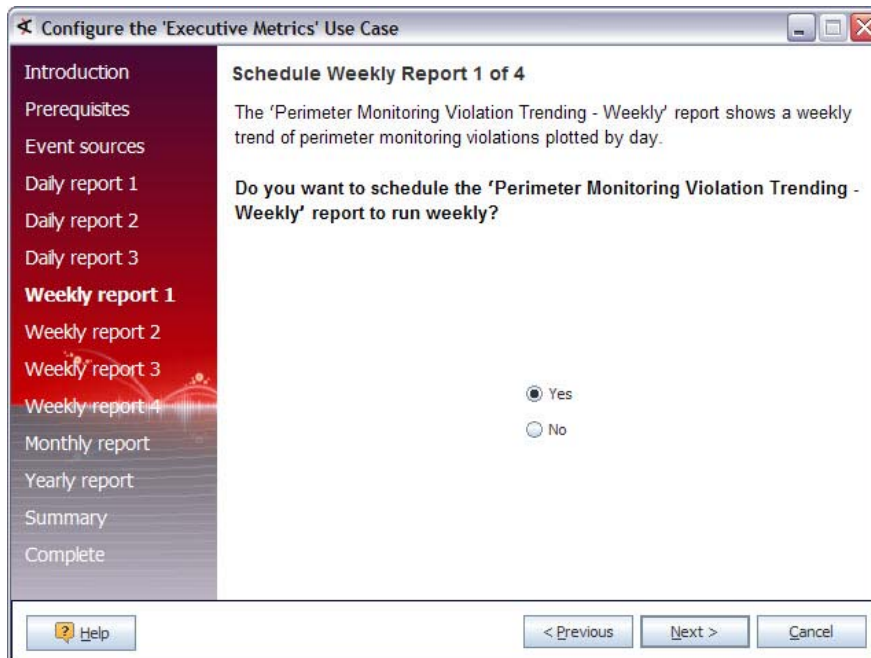 Configure the 'Executive Metrics' Use Case
Introduction
Prerequisites
Event sources
Daily report 1
Daily report 2
Daily report 3
Weekly report 1
Weekly report 2
Weekly report 3
Weekly report 4
Monthly report
Yearly report
Summary
Complete
Schedule Weekly Report 1 of 4
The ‘Perimeter Monitoring Violation Trending - Weekly’ report shows a weekly
trend of perimeter monitoring violations plotted by day.
Do you want to schedule the ‘Perimeter Monitoring Violation Trending -
Weekly’ report to run weekly?
Yes
No
Help
< Previous
Next >
Cancel